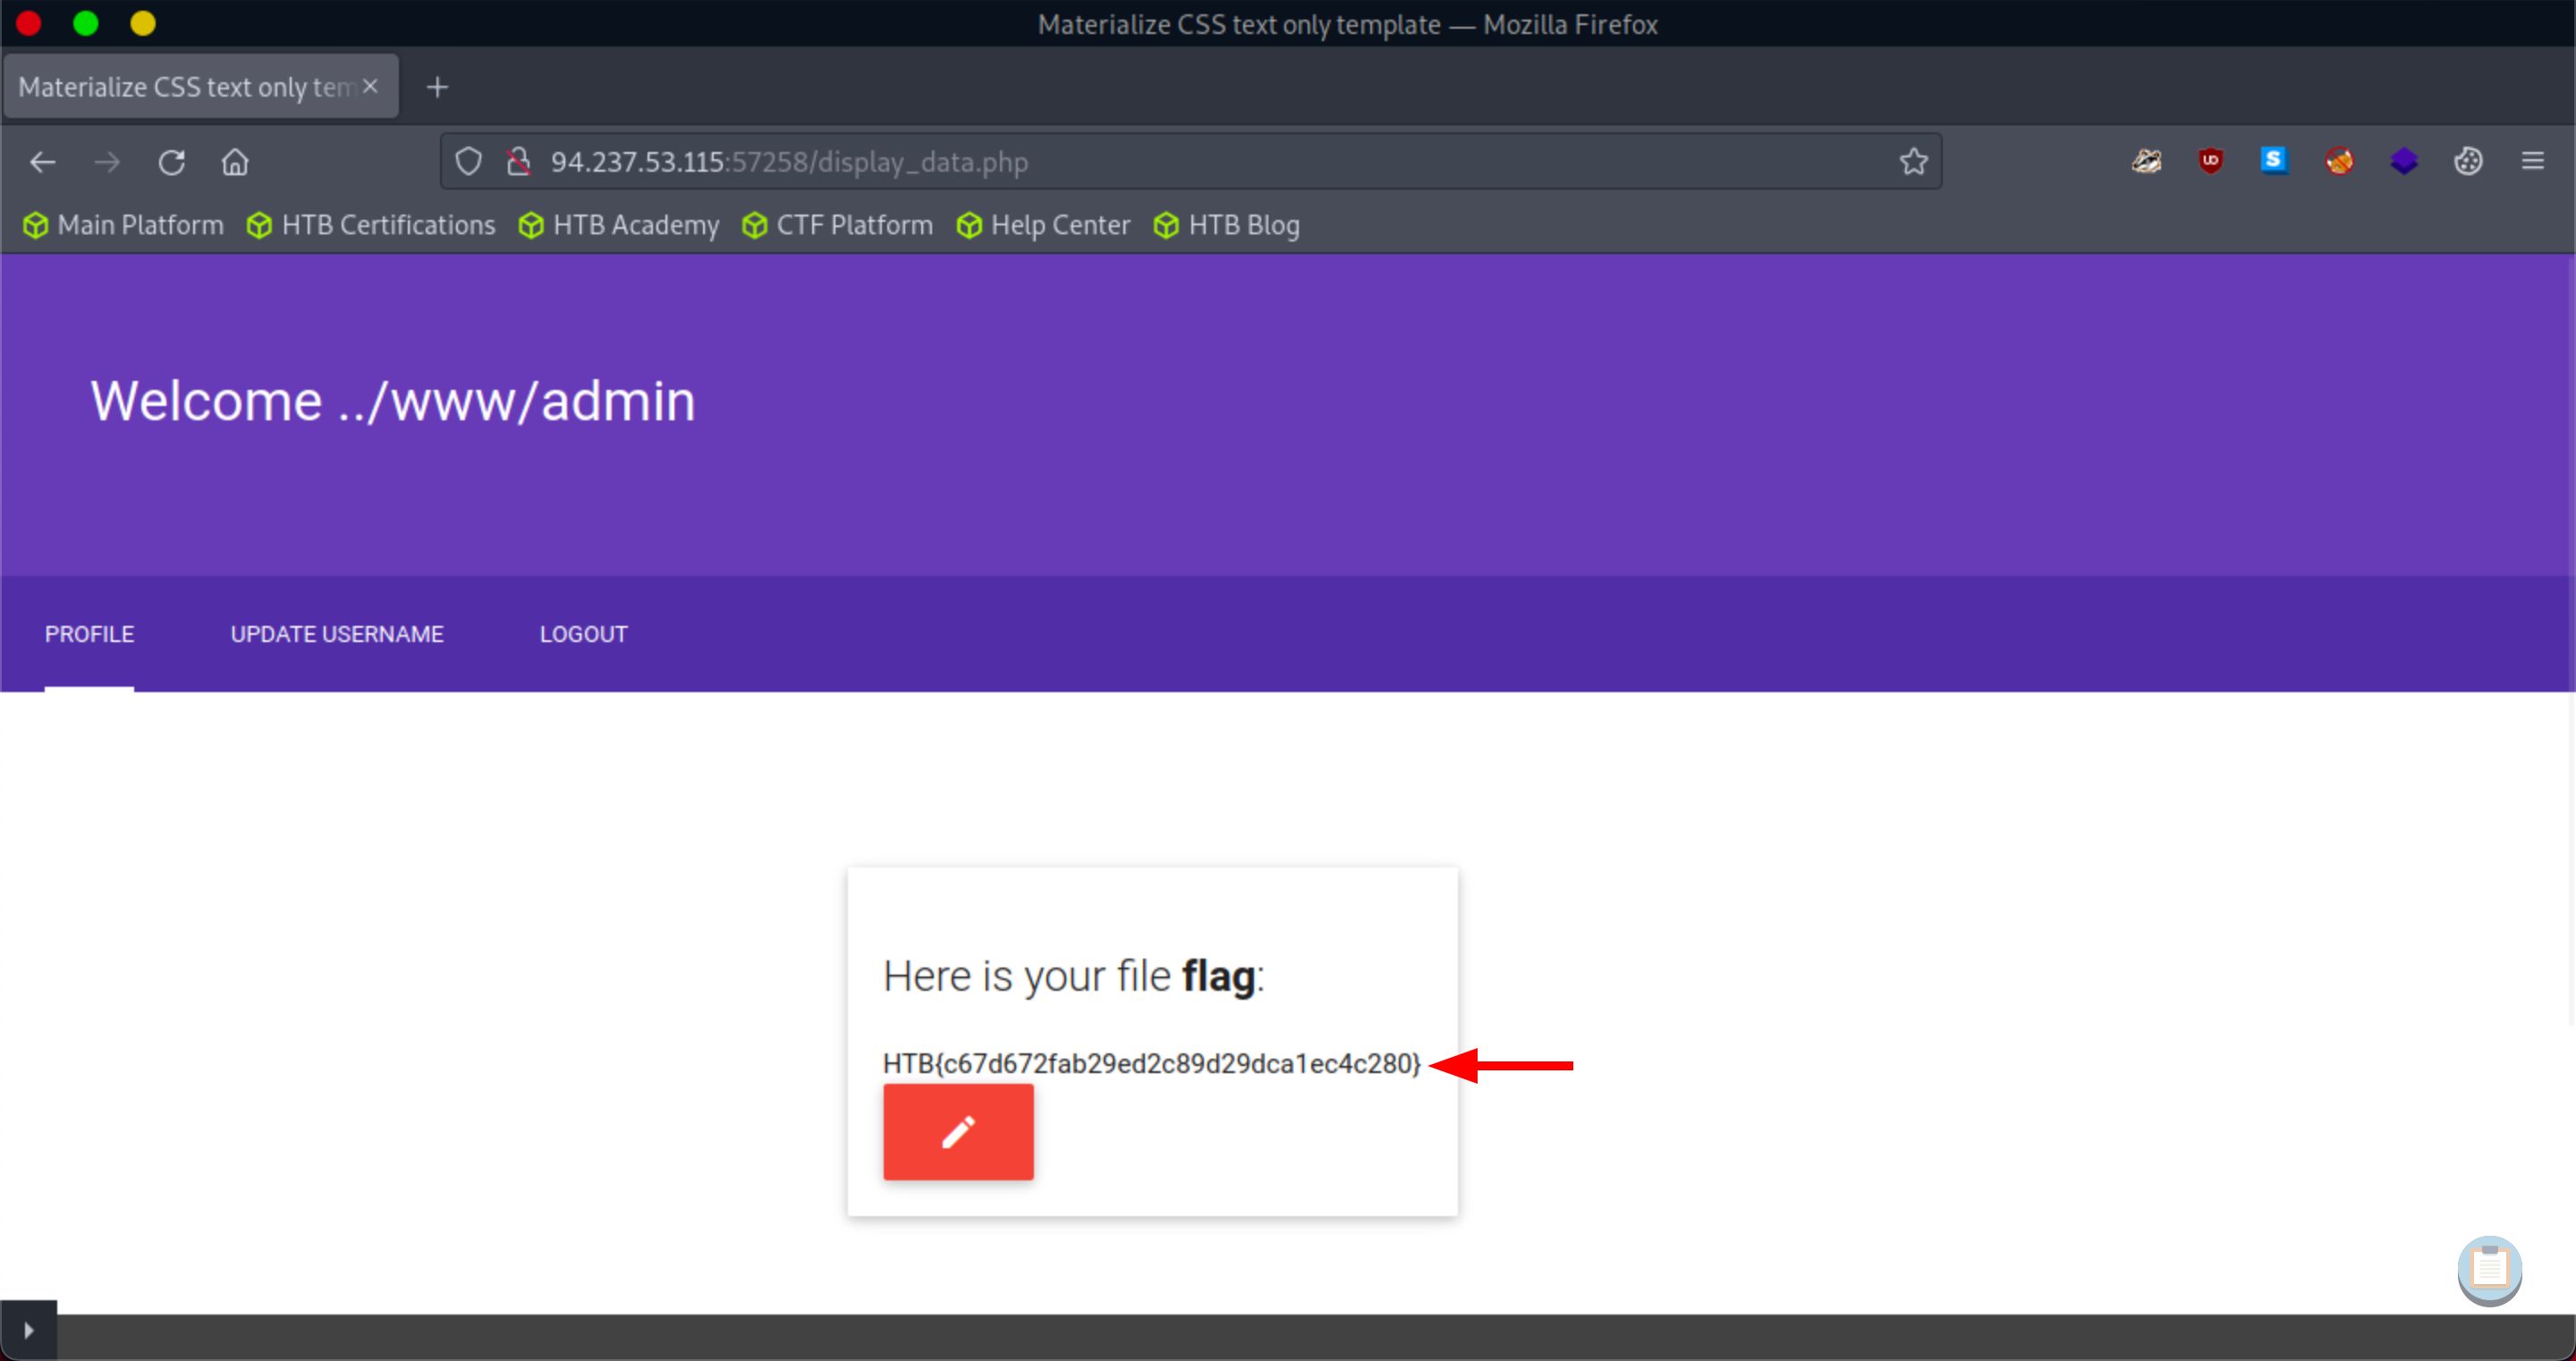 Materialize CSS text only template — Mozilla Firefox
Materialize CSS text only tem
94.237.53.115:57258/display_data.php
Main Platform HTB Certifications HTB Academy CTF Platform Help Center HTB Blog
Welcome ../www/admin
PROFILE UPDATE USERNAME LOGOUT
Here is your file flag:
HTB{c67d672fab29ed2c89d29dca1ec4c280}